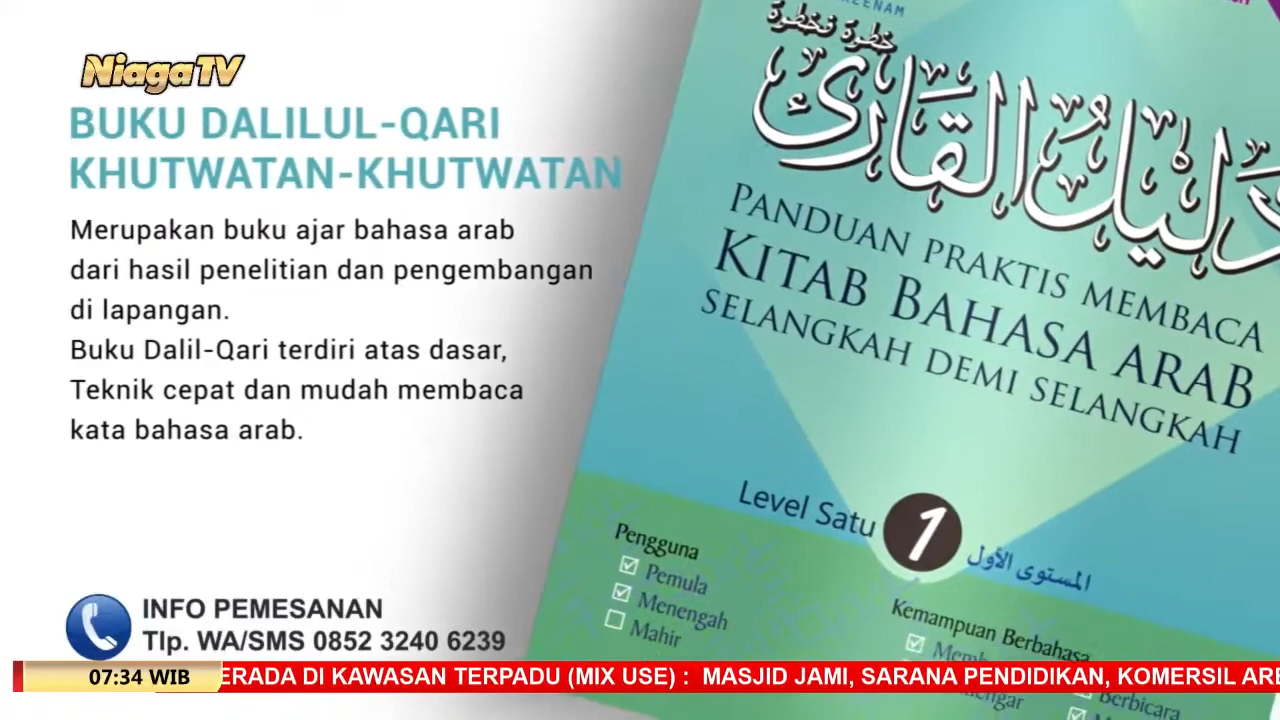 NiagaTV
BUKU DALILUL-QARI
KHUTWATAN-KHUTWATAN
Merupakan buku ajar bahasa arab
dari hasil penelitian dan pengembangan
di lapangan.
Buku Dalil-Qari terdiri atas dasar,
Teknik cepat dan mudah membaca
kata bahasa arab.
INFO PEMESANAN
Tlp. WA/SMS 0852 3240 6239
خطوة فخطوة
دليل القارئ
PANDUAN PRAKTIS MEMBACA
KITAB BAHASA ARAB
SELANGKAH DEMI SELANGKAH
Level Satu 1 المستوى الأول
Pengguna
Pemula
Menengah
Mahir
Kemampuan Berbahasa
Berbicara
07:34 WIB
ERADA DI KAWASAN TERPADU (MIX USE) : MASJID JAMI, SARANA PENDIDIKAN, KOMERSIL ARE